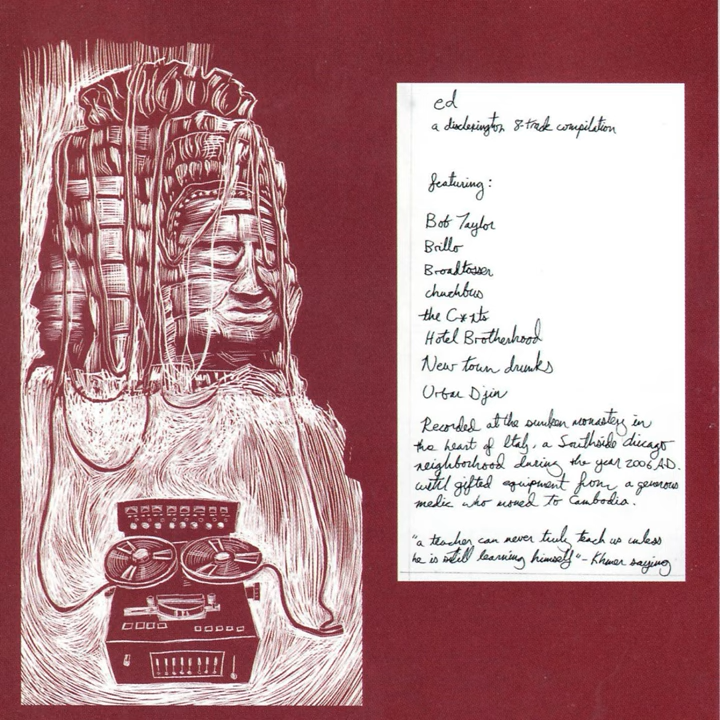 ed
a disclexington 8-track compilation
featuring:
Bob Taylor
Brillo
Broadtosser
chuchbus
the C*nts
Hotel Brotherhood
New town drunks
Urban Djin
Recorded at the sunken monastery in
the heart of Italy, a Southside chicago
neighborhood during the year 2006 A.D.
with gifted equipment from a generous
medic who moved to Cambodia.
"a teacher can never truly teach us unless
he is still learning himself" - Khmer saying